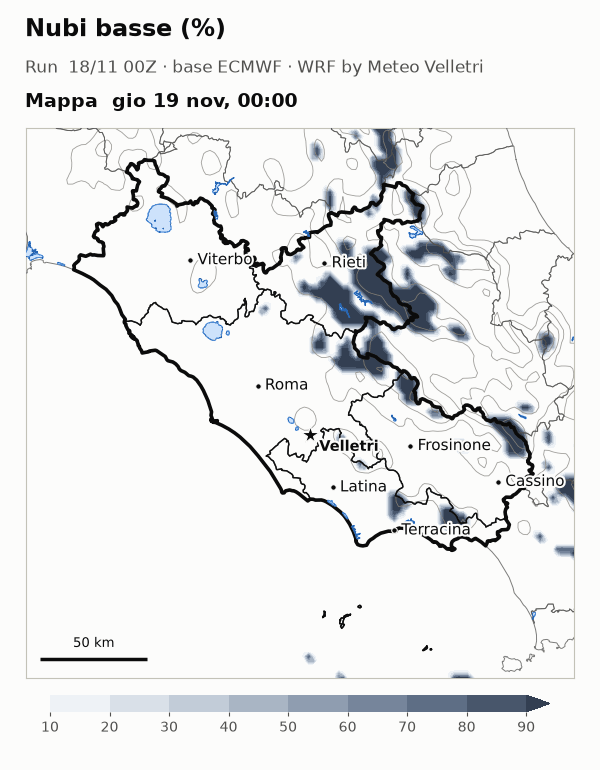 Nubi basse (%)
Run 18/11 00Z · base ECMWF · WRF by Meteo Velletri
Mappa gio 19 nov, 00:00
Viterbo
Rieti
Roma
Velletri
Frosinone
Cassino
Latina
Terracina
50 km
10 20 30 40 50 60 70 80 90